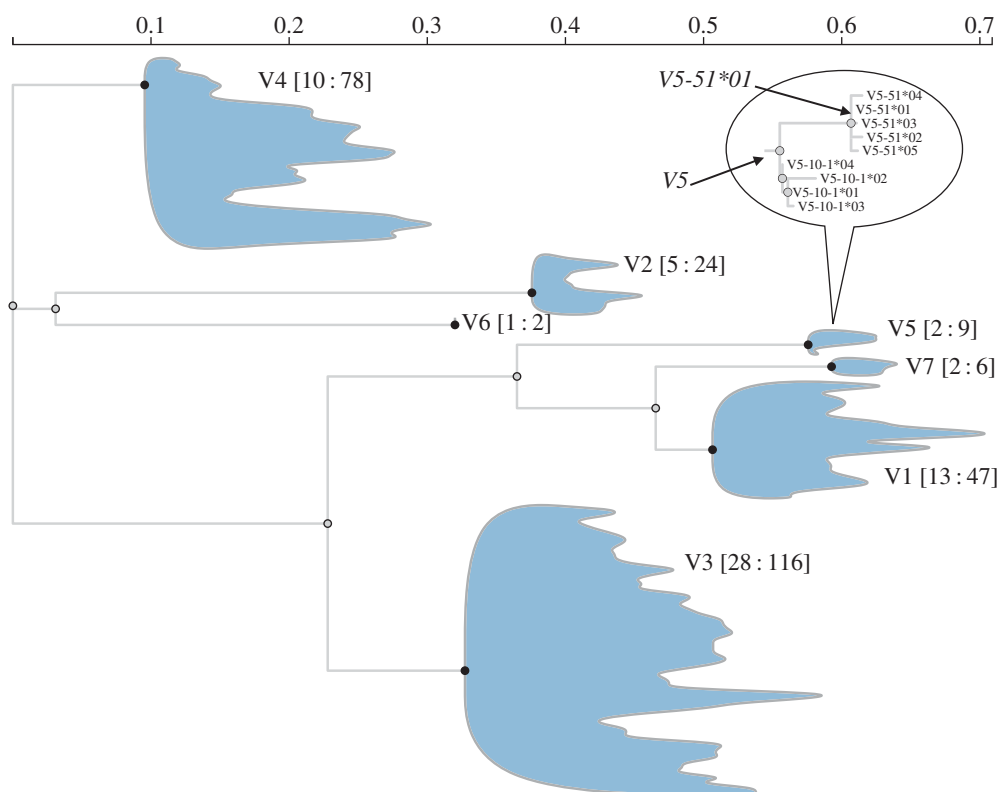 0.1 0.2 0.3 0.4 0.5 0.6 0.7
V4 [10 : 78]
V5-51*01
V5-51*04
V5-51*01
V5-51*03
V5-51*02
V5-51*05
V5
V5-10-1*04
V5-10-1*02
V5-10-1*01
V5-10-1*03
V2 [5 : 24]
V6 [1 : 2]
V5 [2 : 9]
V7 [2 : 6]
V1 [13 : 47]
V3 [28 : 116]